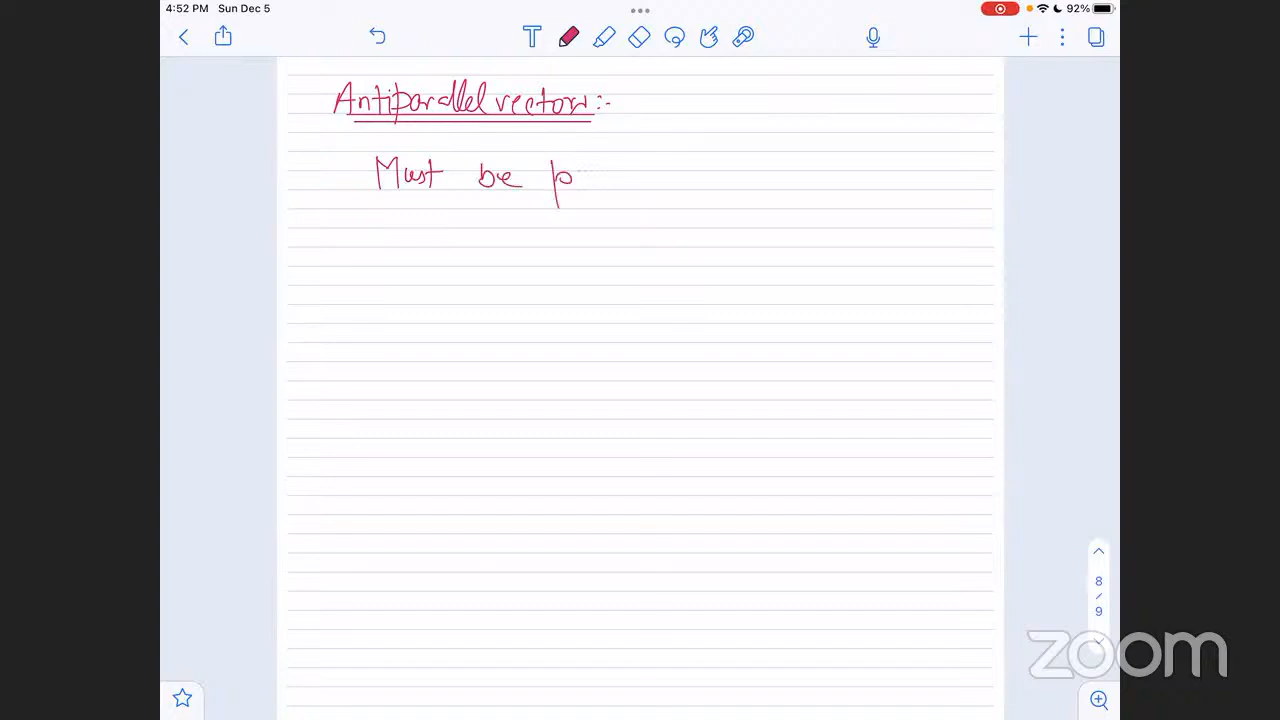 4:52 PM Sun Dec 5
92%
Antiparallel vectors :-
Must be p
8
/
9
zoom